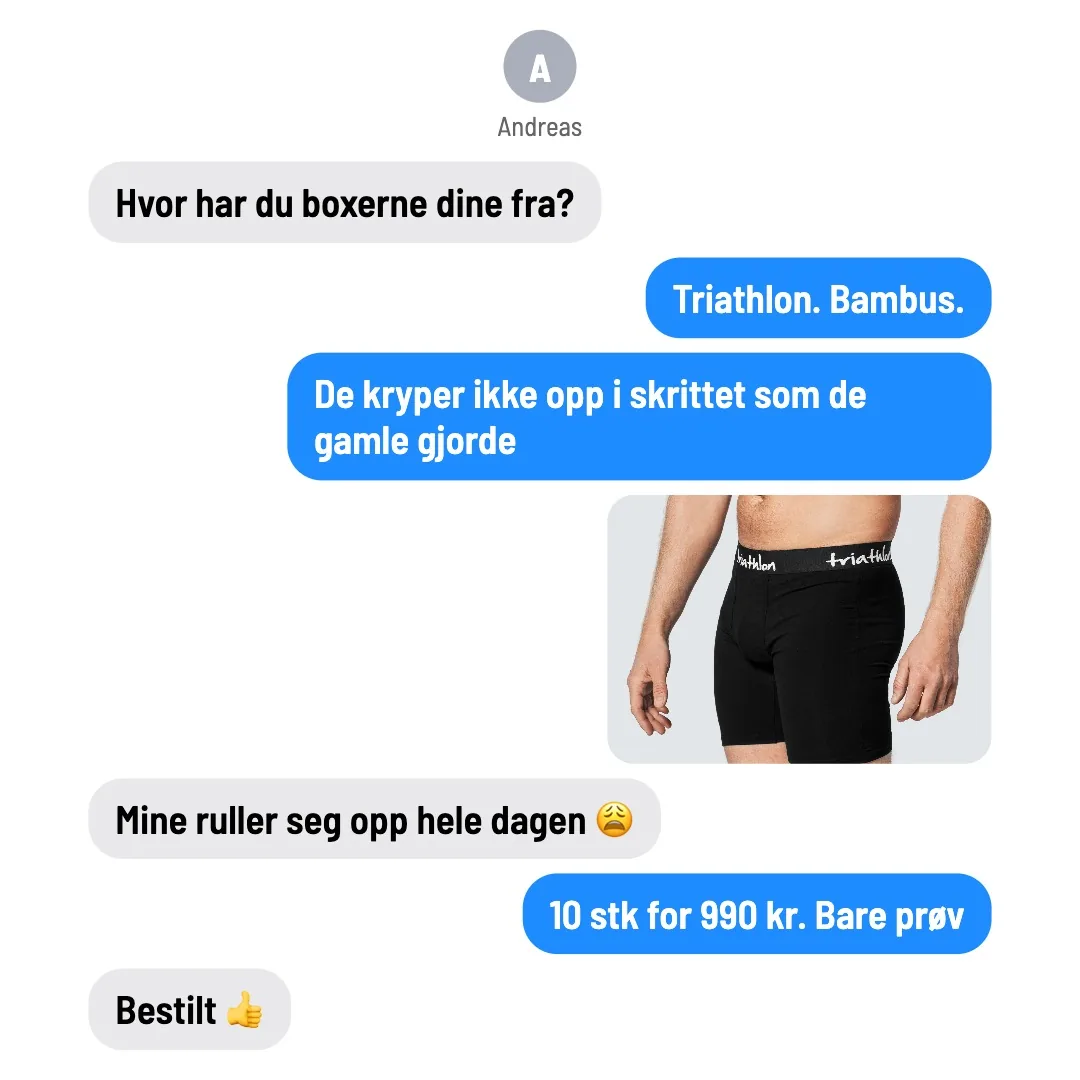 A
Andreas
Hvor har du boxerne dine fra?
Triathlon. Bambus.
De kryper ikke opp i skrittet som de
gamle gjorde
triathlon triathlon
Mine ruller seg opp hele dagen 😩
10 stk for 990 kr. Bare prøv
Bestilt 👍